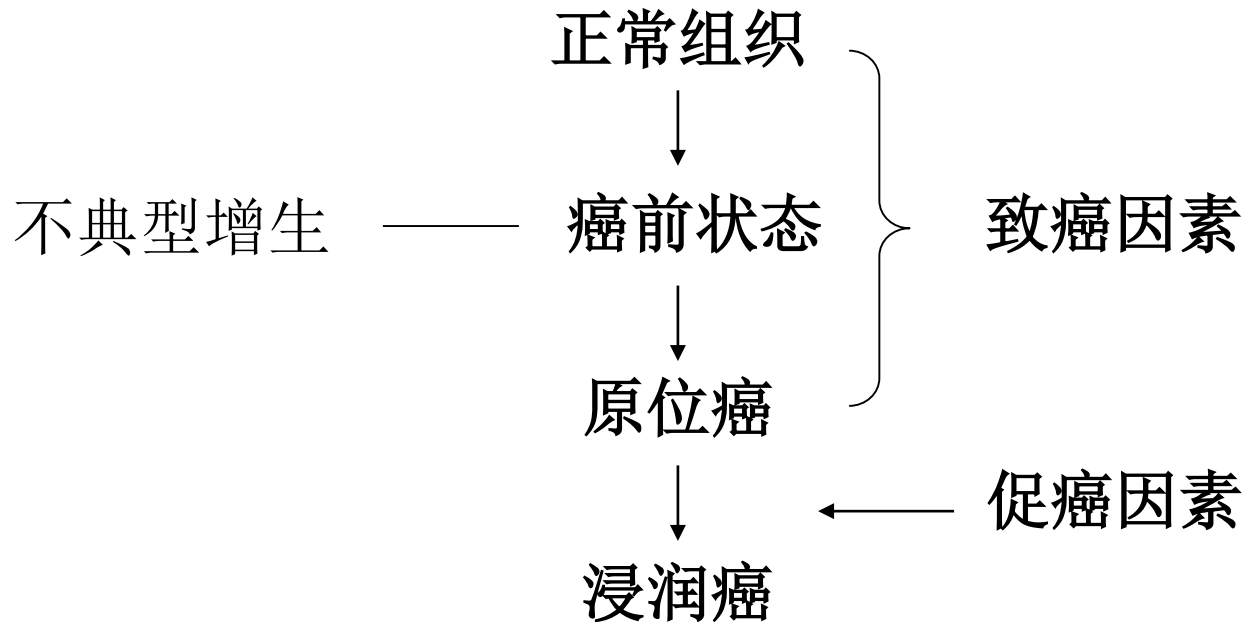 正常组织
不典型增生
癌前状态
致癌因素
原位癌
促癌因素
浸润癌